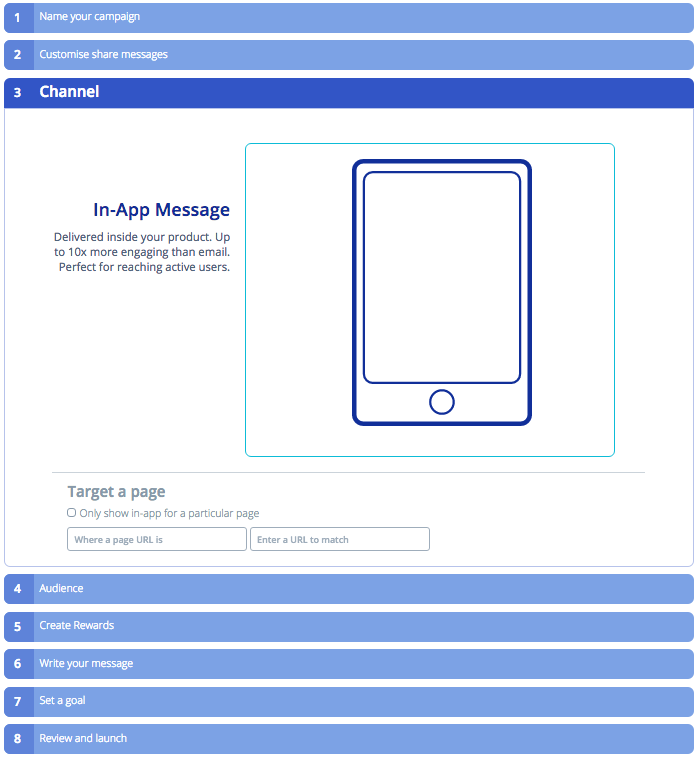 1 Name your campaign
2 Customise share messages
3 Channel
In-App Message
Delivered inside your product. Up
to 10x more engaging than email.
Perfect for reaching active users.
Target a page
Only show in-app for a particular page
Where a page URL is Enter a URL to match
4 Audience
5 Create Rewards
6 Write your message
7 Set a goal
8 Review and launch